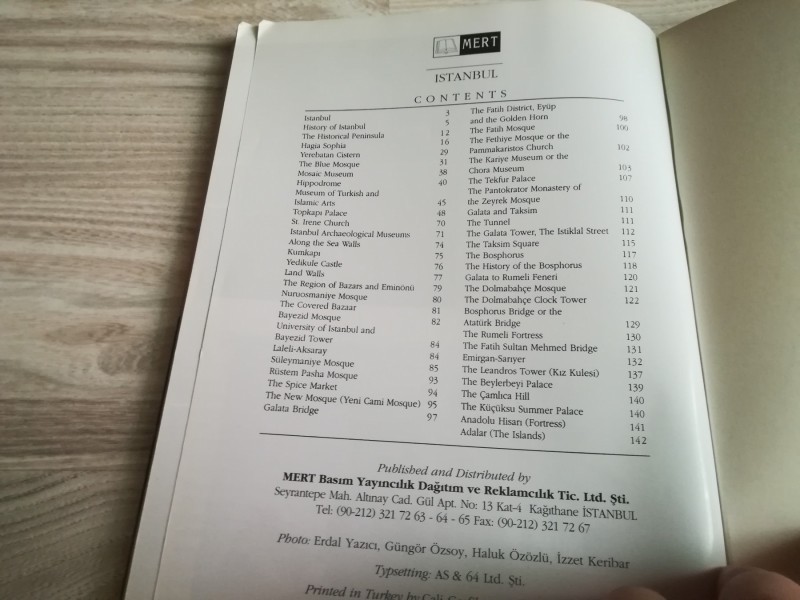 MERT
ISTANBUL
CONTENTS
Istanbul 3
History of Istanbul 5
The Historical Peninsula 12
Hagia Sophia 16
Yerebatan Cistern 29
The Blue Mosque 31
Mosaic Museum 38
Hippodrome 40
Museum of Turkish and
Islamic Arts 45
Topkapı Palace 48
St. Irene Church 70
Istanbul Archaeological Museums 71
Along the Sea Walls 74
Kumkapı 75
Yedikule Castle 76
Land Walls 77
The Region of Bazars and Eminönü 79
Nuruosmaniye Mosque 80
The Covered Bazaar 81
Bayezid Mosque 82
University of Istanbul and
Bayezid Tower 84
Laleli-Aksaray 84
Süleymaniye Mosque 85
Rüstem Pasha Mosque 93
The Spice Market 94
The New Mosque (Yeni Cami Mosque) 95
Galata Bridge 97
The Fatih District, Eyüp
and the Golden Horn 98
The Fatih Mosque 100
The Fethiye Mosque or the
Pammakaristos Church 102
The Kariye Museum or the
Chora Museum 103
The Tekfur Palace 107
The Pantokrator Monastery of
the Zeyrek Mosque 110
Galata and Taksim 111
The Tunnel 111
The Galata Tower, The Istiklal Street 112
The Taksim Square 115
The Bosphorus 117
The History of the Bosphorus 118
Galata to Rumeli Feneri 120
The Dolmabahçe Mosque 121
The Dolmabahçe Clock Tower 122
Bosphorus Bridge or the
Atatürk Bridge 129
The Rumeli Fortress 130
The Fatih Sultan Mehmed Bridge 131
Emirgan-Sarıyer 132
The Leandros Tower (Kız Kulesi) 137
The Beylerbeyi Palace 139
The Çamlıca Hill 140
The Küçüksu Summer Palace 140
Anadolu Hisarı (Fortress) 141
Adalar (The Islands) 142
Published and Distributed by
MERT Basım Yayıncılık Dağıtım ve Reklamcılık Tic. Ltd. Şti.
Seyrantepe Mah. Altınay Cad. Gül Apt. No: 13 Kat-4 Kağıthane İSTANBUL
Tel: (90-212) 321 72 63 - 64 - 65 Fax: (90-212) 321 72 67
Photo: Erdal Yazıcı, Güngör Özsoy, Haluk Özözlü, İzzet Keribar
Typsetting: AS & 64 Ltd. Şti.
Printed in Turkey by